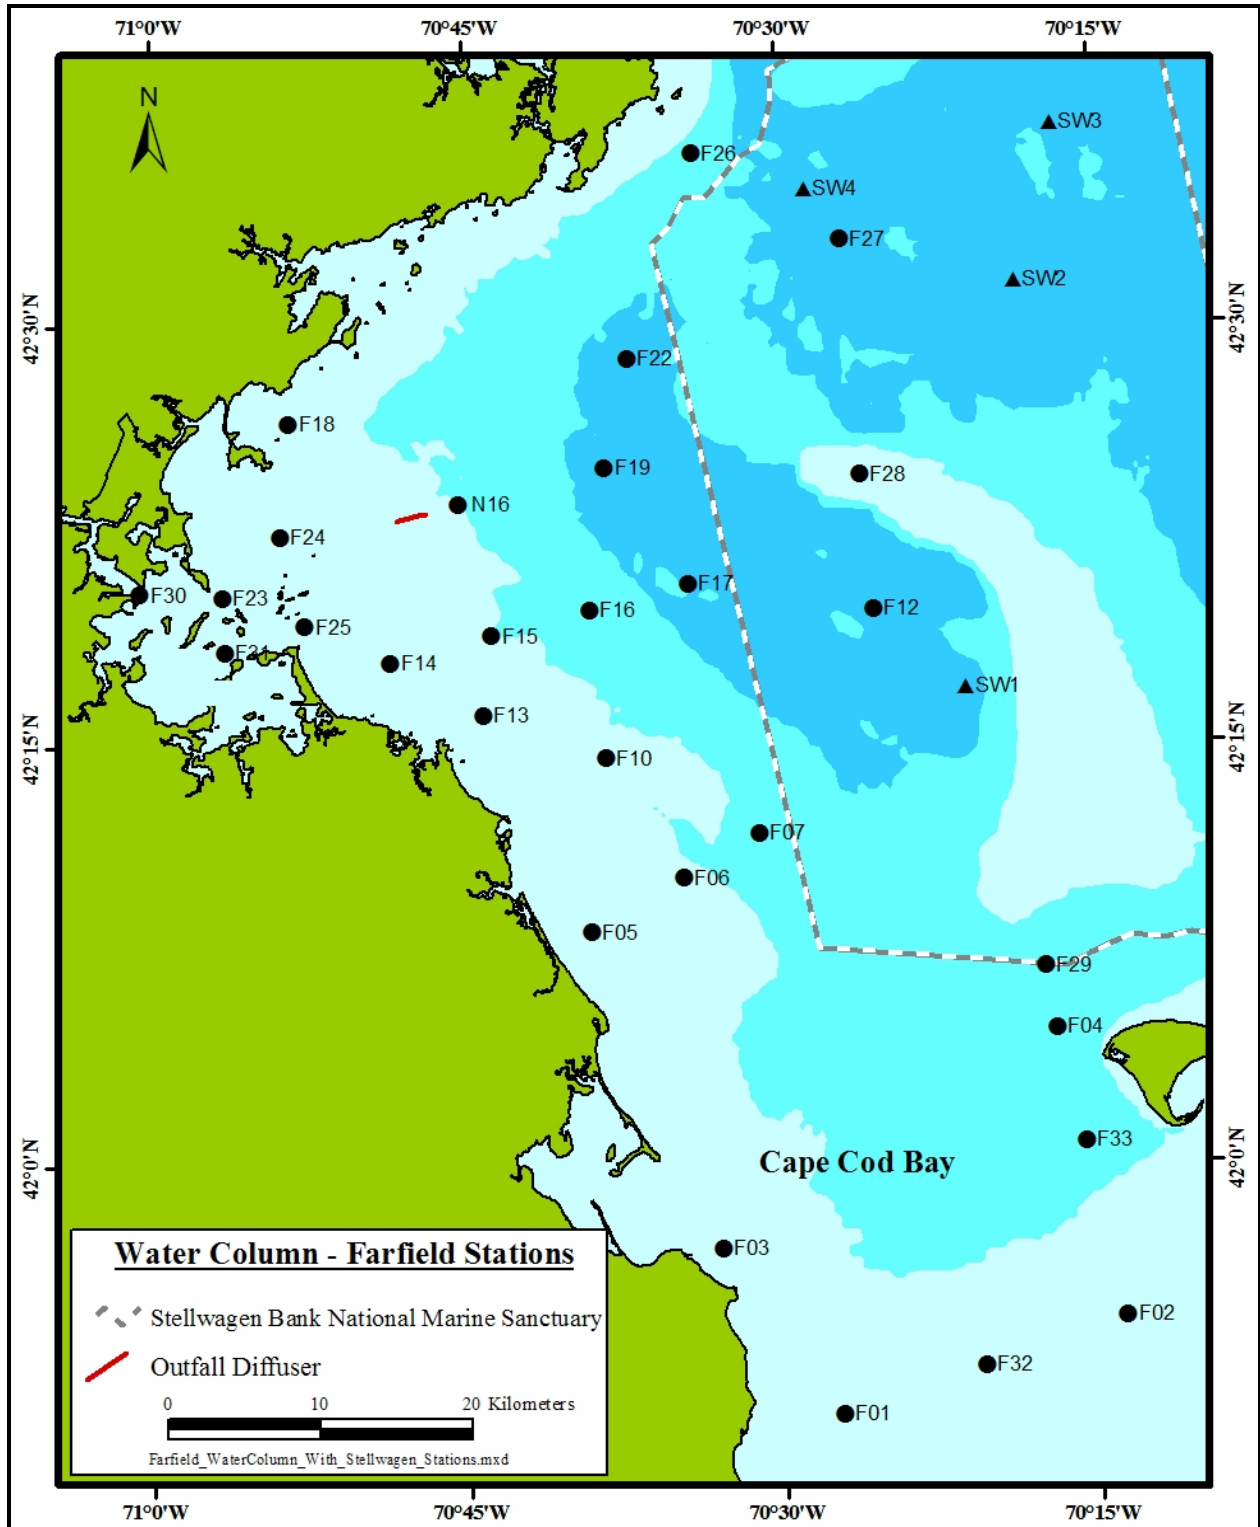 71°0'W 70°45'W 70°30'W 70°15'W
N
SW3
F26
SW4
F27
SW2
42°30'N 42°30'N
F22
F18
F19
F28
N16
F24
F17
F30
F23
F16
F12
F25
F15
F31
F14
SW1
F13
42°15'N 42°15'N
F10
F07
F06
F05
F29
F04
F33
42°0'N 42°0'N
Cape Cod Bay
F03
Water Column - Farfield Stations
Stellwagen Bank National Marine Sanctuary
F02
Outfall Diffuser
F32
0 10 20 Kilometers
F01
Farfield_WaterColumn_With_Stellwagen_Stations.mxd
71°0'W 70°45'W 70°30'W 70°15'W